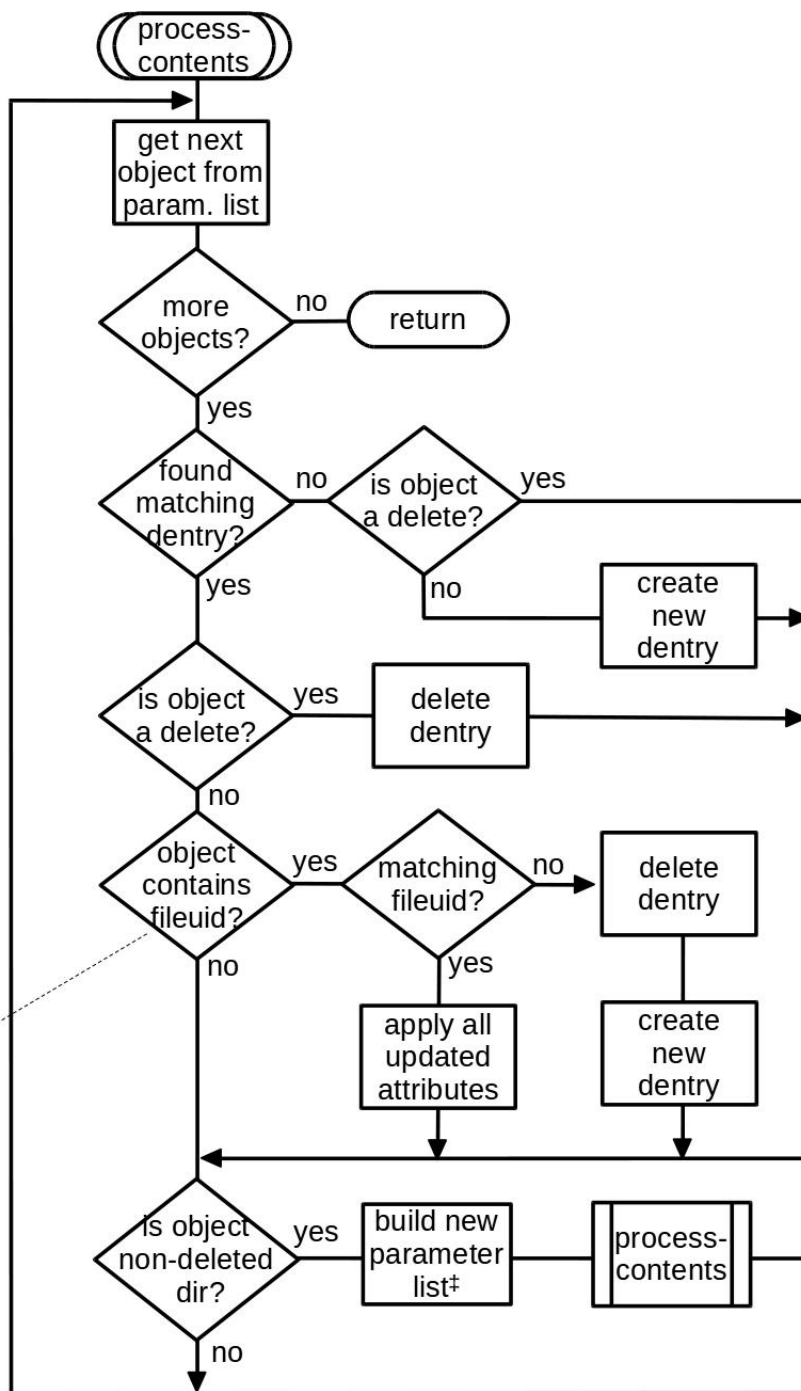 process-
contents
get next
object from
param. list
more
objects?
no
return
yes
found
matching
dentry?
no
is object
a delete?
yes
yes
no
create
new
dentry
is object
a delete?
yes
delete
dentry
no
object
contains
fileuid?
yes
matching
fileuid?
no
delete
dentry
no
yes
apply all
updated
attributes
create
new
dentry
is object
non-deleted
dir?
yes
build new
parameter
list‡
process-
contents
no